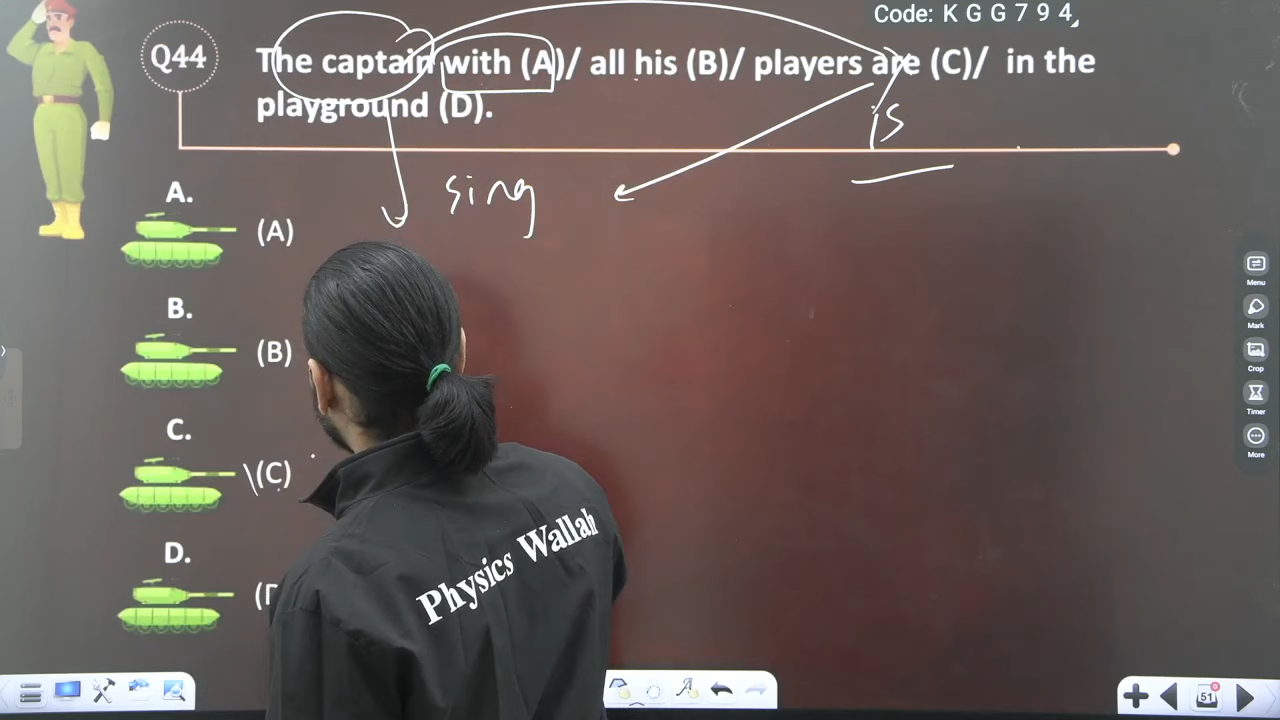 Code: K G G 7 9 4
Q44
The captain with (A)/ all his (B)/ players are (C)/ in the
playground (D).
is
sing
A.
(A)
B.
(B)
C.
(C)
D.
Physics Wallah
Menu
Mark
Crop
Timer
More
51